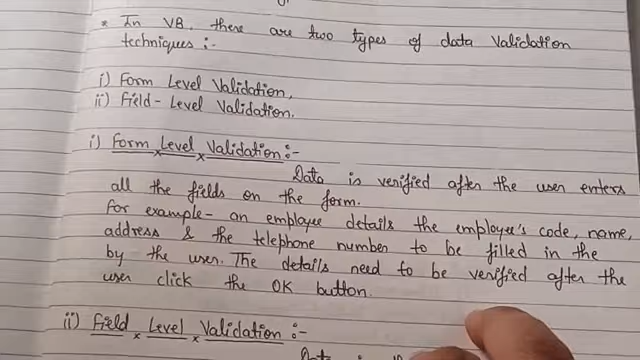 * In VB, there are two types of data Validation
techniques :-
i) Form Level Validation.
ii) Field - Level Validation.
i) Form Level Validation :-
Data is verified after the user enters
all the fields on the form.
For example - an employee details the employee's code, name,
address & the telephone number to be filled in the
by the user. The details need to be verified after the
user click the OK button.
ii) Field Level Validation :-